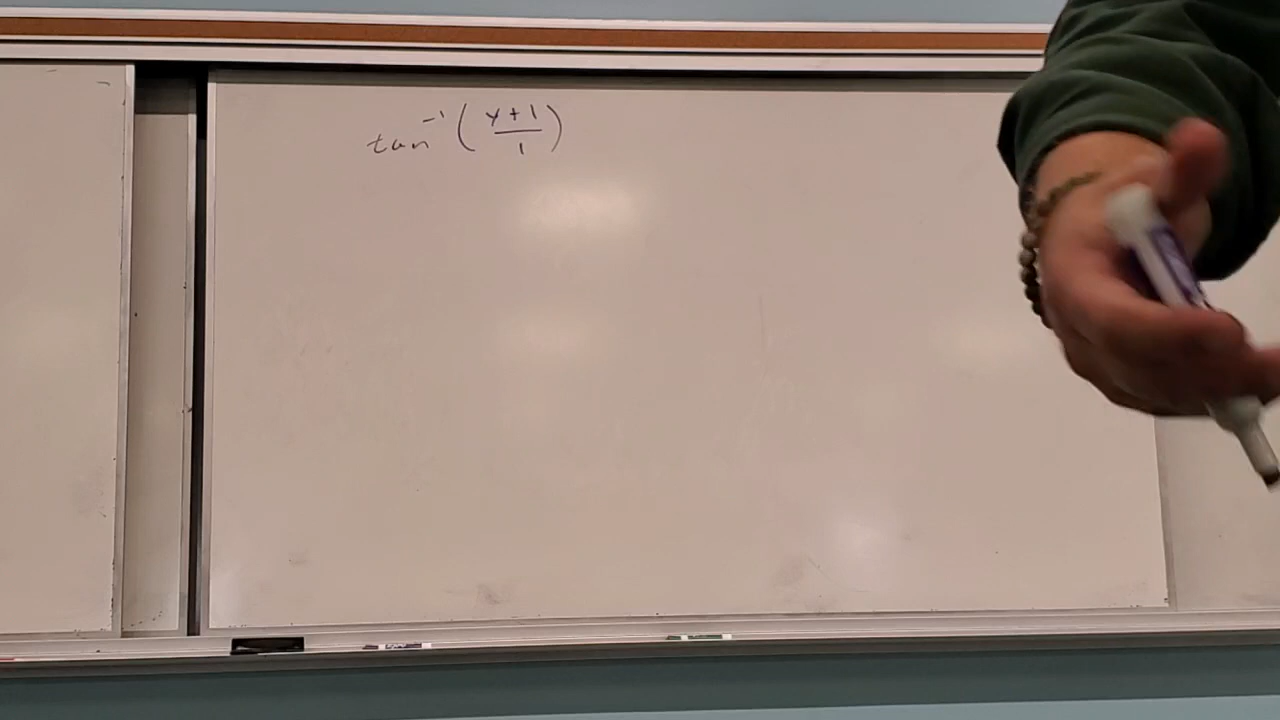 tan⁻¹ ( (y + 1) / 1 )